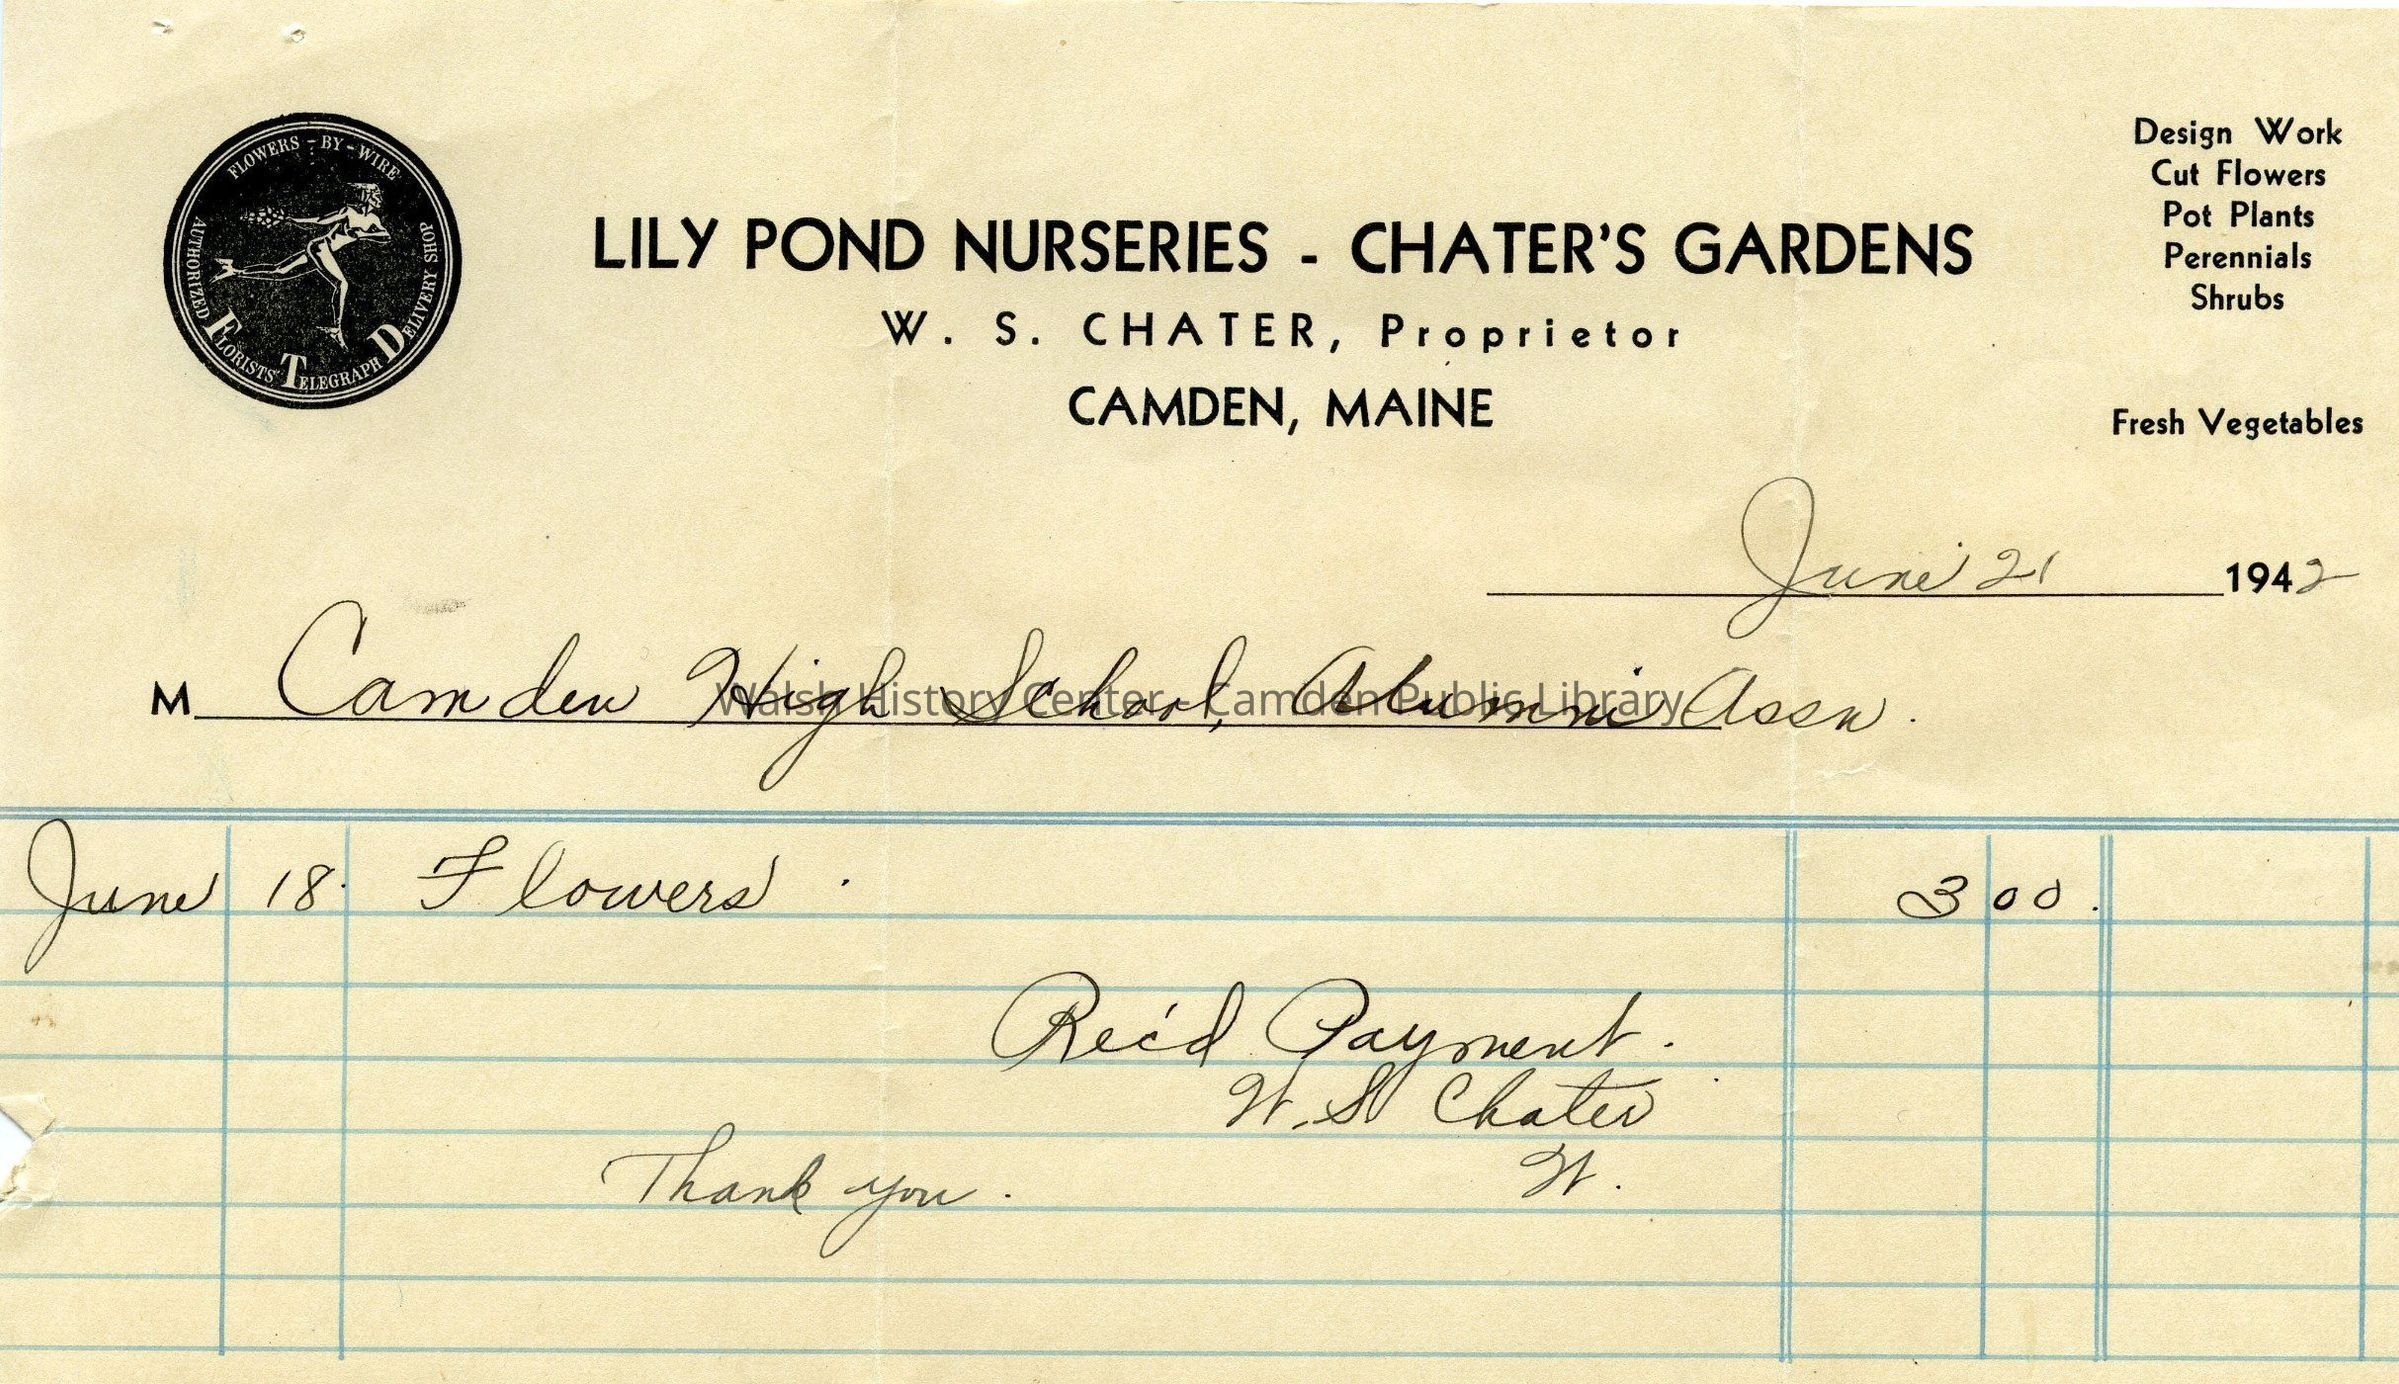 FLOWERS - BY - WIRE
AUTHORIZED FLORISTS' TELEGRAPH DELIVERY SHOP
LILY POND NURSERIES - CHATER'S GARDENS
W. S. CHATER, Proprietor
CAMDEN, MAINE
Design Work
Cut Flowers
Pot Plants
Perennials
Shrubs
Fresh Vegetables
June 21 1942
M Camden High School, Alumni Assn.
Walsh History Center - Camden Public Library
June 18. Flowers. 3 00.
Rec'd Payment.
W. S. Chater
W.
Thank you.